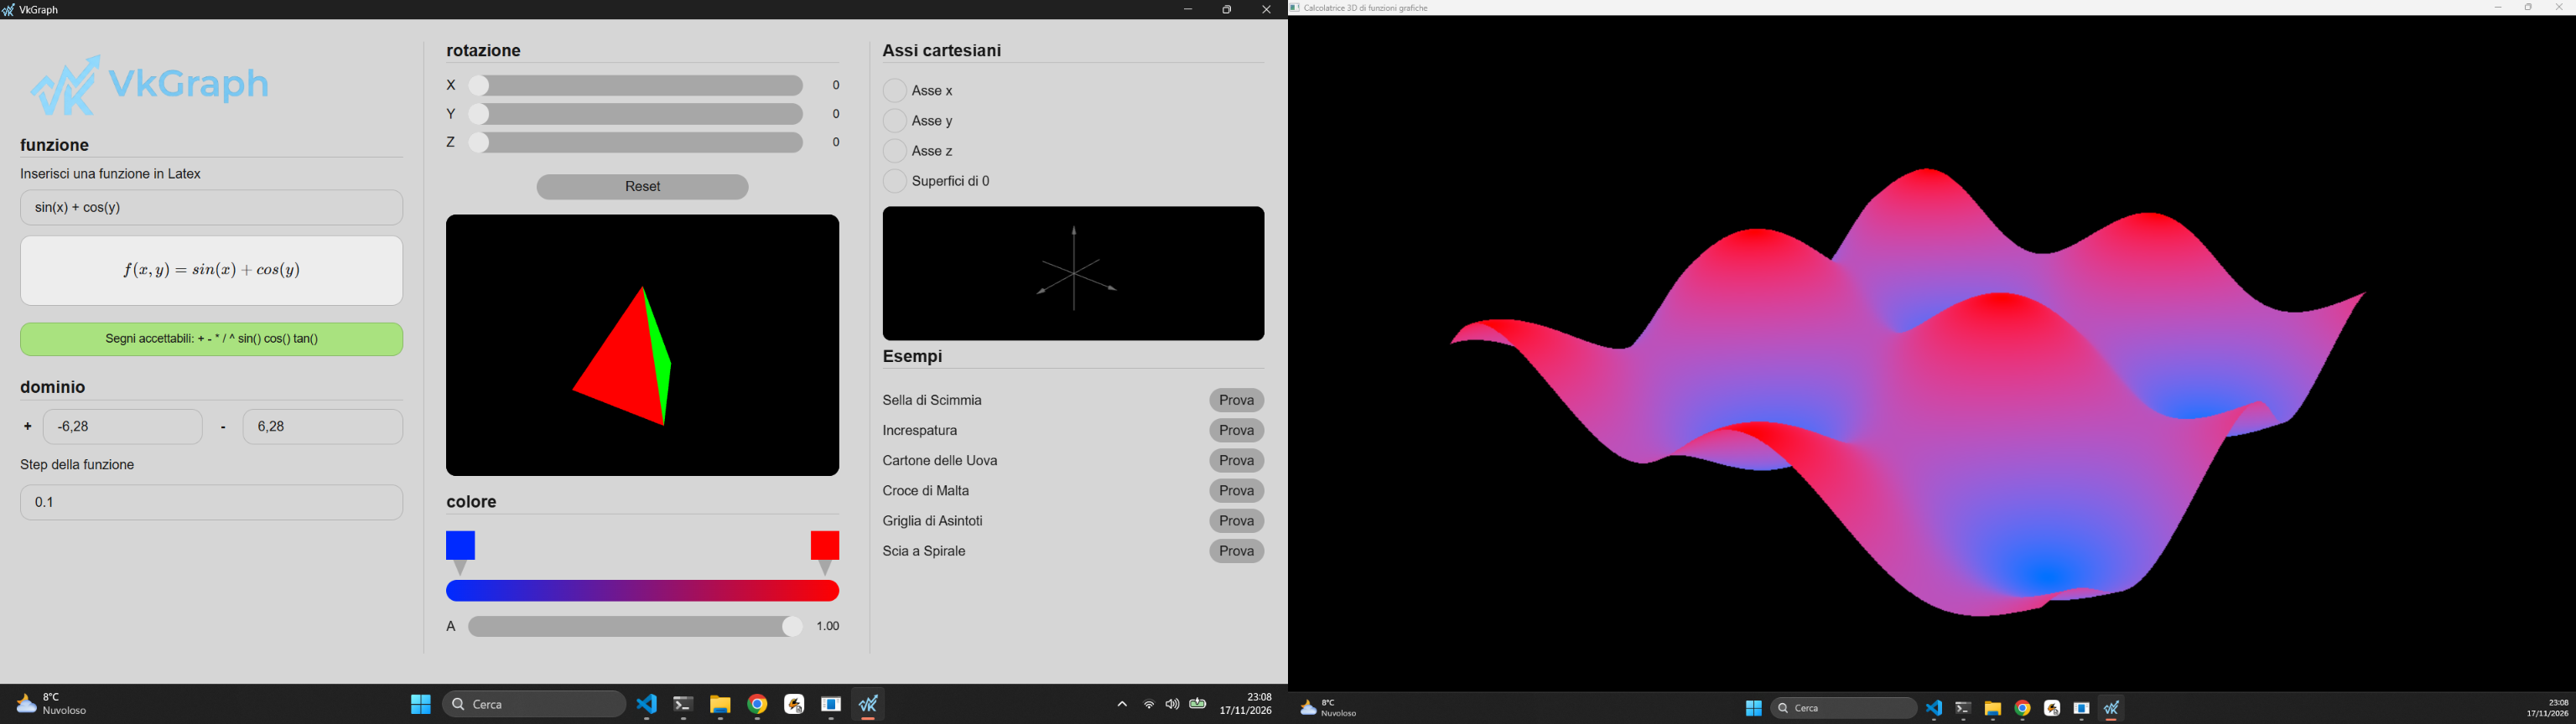 VkGraph
VkGraph
funzione
Inserisci una funzione in Latex
sin(x) + cos(y)
f(x, y) = sin(x) + cos(y)
Segni accettabili: + - * / ^ sin() cos() tan()
dominio
+ -6,28 - 6,28
Step della funzione
0.1
rotazione
X 0
Y 0
Z 0
Reset
colore
A 1.00
Assi cartesiani
Asse x
Asse y
Asse z
Superfici di 0
Esempi
Sella di Scimmia Prova
Increspatura Prova
Cartone delle Uova Prova
Croce di Malta Prova
Griglia di Asintoti Prova
Scia a Spirale Prova
8°C
Nuvoloso
Cerca
23:08
17/11/2026
Calcolatrice 3D di funzioni grafiche
8°C
Nuvoloso
Cerca
23:08
17/11/2026